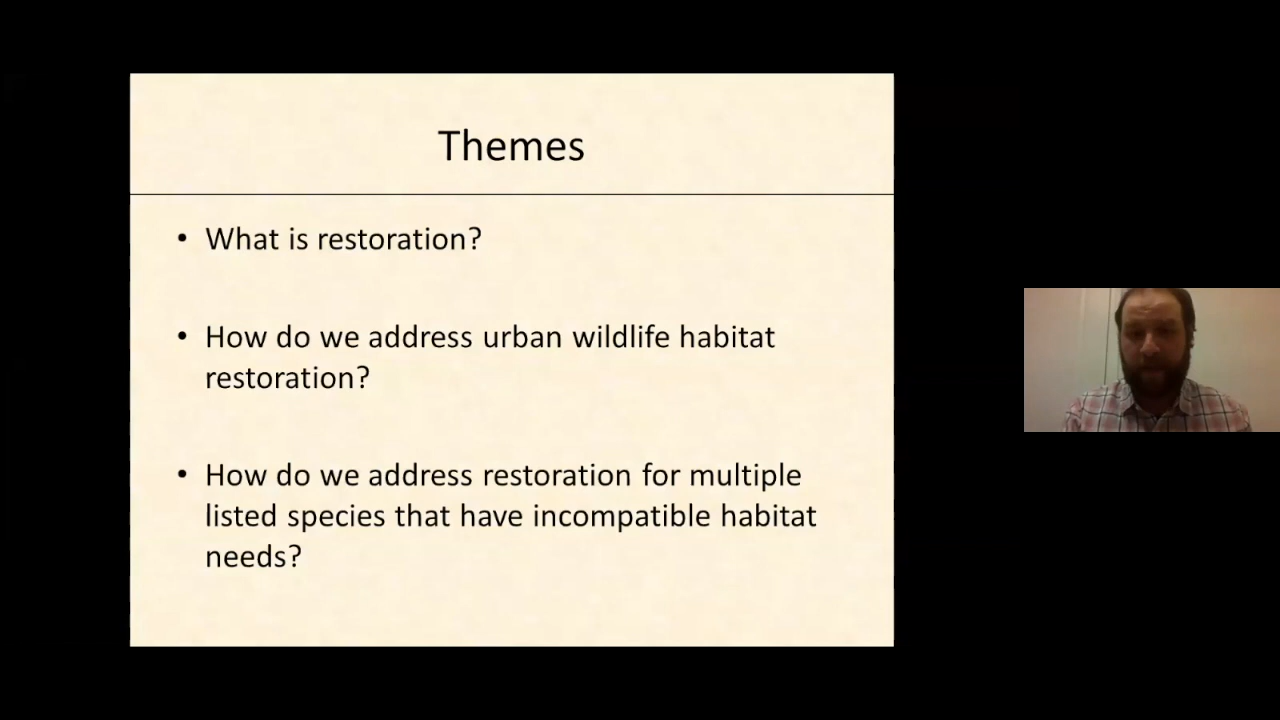 Themes
• What is restoration?
• How do we address urban wildlife habitat
restoration?
• How do we address restoration for multiple
listed species that have incompatible habitat
needs?